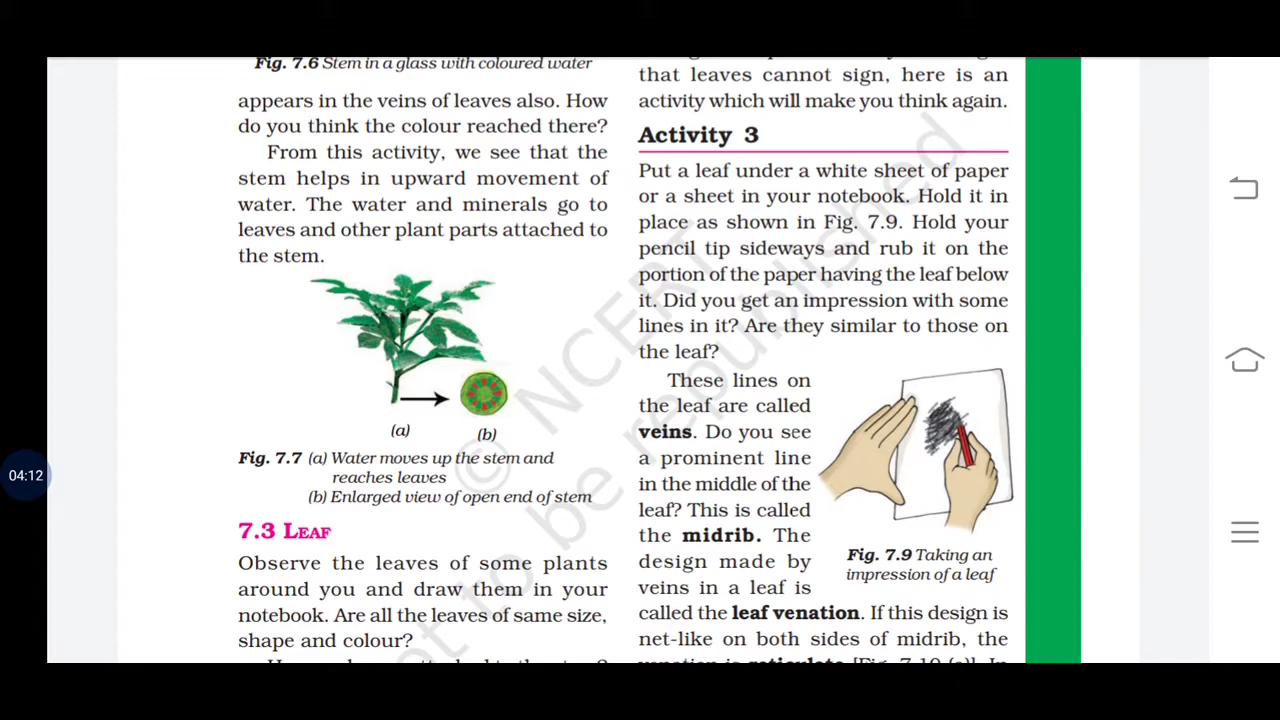 Fig. 7.6 Stem in a glass with coloured water
appears in the veins of leaves also. How
do you think the colour reached there?
From this activity, we see that the
stem helps in upward movement of
water. The water and minerals go to
leaves and other plant parts attached to
the stem.
(a)
(b)
Fig. 7.7 (a) Water moves up the stem and
reaches leaves
(b) Enlarged view of open end of stem
7.3 LEAF
Observe the leaves of some plants
around you and draw them in your
notebook. Are all the leaves of same size,
shape and colour?
that leaves cannot sign, here is an
activity which will make you think again.
Activity 3
Put a leaf under a white sheet of paper
or a sheet in your notebook. Hold it in
place as shown in Fig. 7.9. Hold your
pencil tip sideways and rub it on the
portion of the paper having the leaf below
it. Did you get an impression with some
lines in it? Are they similar to those on
the leaf?
These lines on
the leaf are called
veins. Do you see
a prominent line
in the middle of the
leaf? This is called
the midrib. The
design made by
veins in a leaf is
called the leaf venation. If this design is
net-like on both sides of midrib, the
venation is reticulate [Fig. 7.10 (a)]. In
Fig. 7.9 Taking an
impression of a leaf
© NCERT
not to be republished
04:12